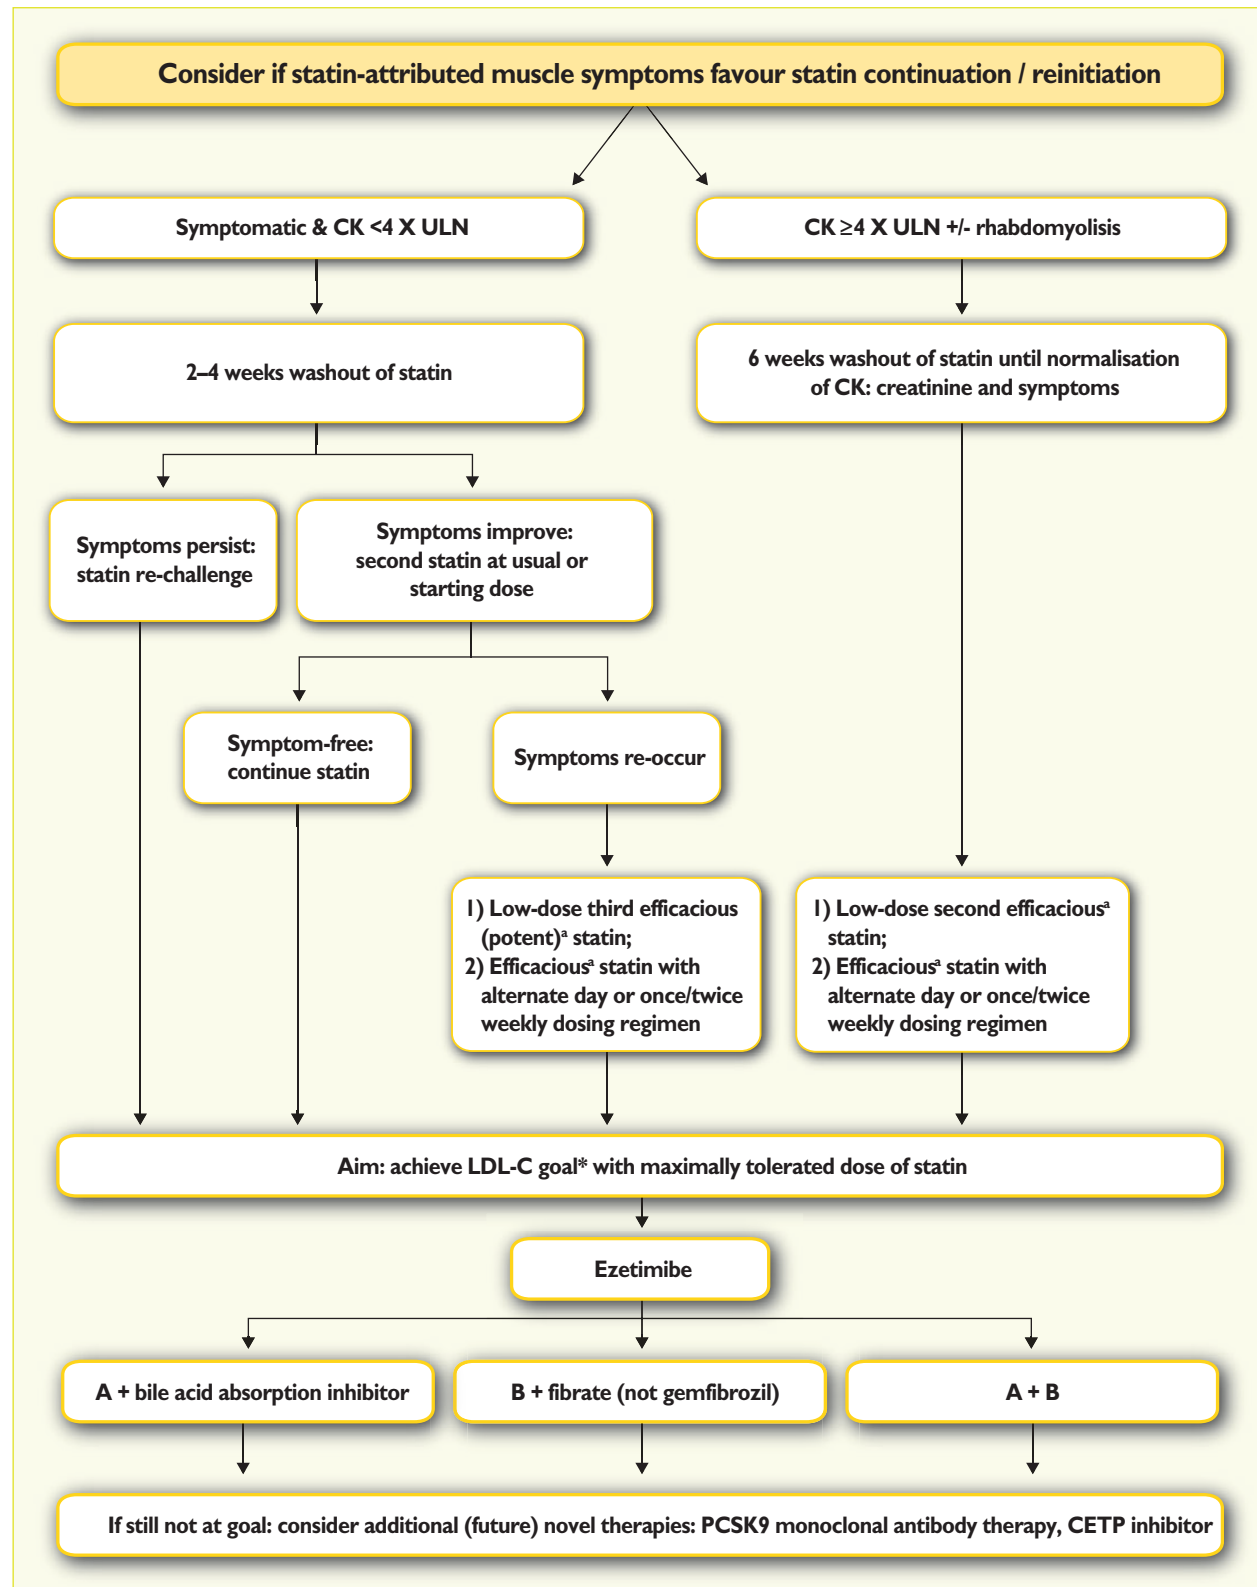 Consider if statin-attributed muscle symptoms favour statin continuation / reinitiation
Symptomatic & CK <4 X ULN
CK ≥4 X ULN +/- rhabdomyolisis
2–4 weeks washout of statin
6 weeks washout of statin until normalisation
of CK: creatinine and symptoms
Symptoms persist:
statin re-challenge
Symptoms improve:
second statin at usual or
starting dose
Symptom-free:
continue statin
Symptoms re-occur
1) Low-dose third efficacious
(potent)ᵃ statin;
2) Efficaciousᵃ statin with
alternate day or once/twice
weekly dosing regimen
1) Low-dose second efficaciousᵃ
statin;
2) Efficaciousᵃ statin with
alternate day or once/twice
weekly dosing regimen
Aim: achieve LDL-C goal* with maximally tolerated dose of statin
Ezetimibe
A + bile acid absorption inhibitor
B + fibrate (not gemfibrozil)
A + B
If still not at goal: consider additional (future) novel therapies: PCSK9 monoclonal antibody therapy, CETP inhibitor